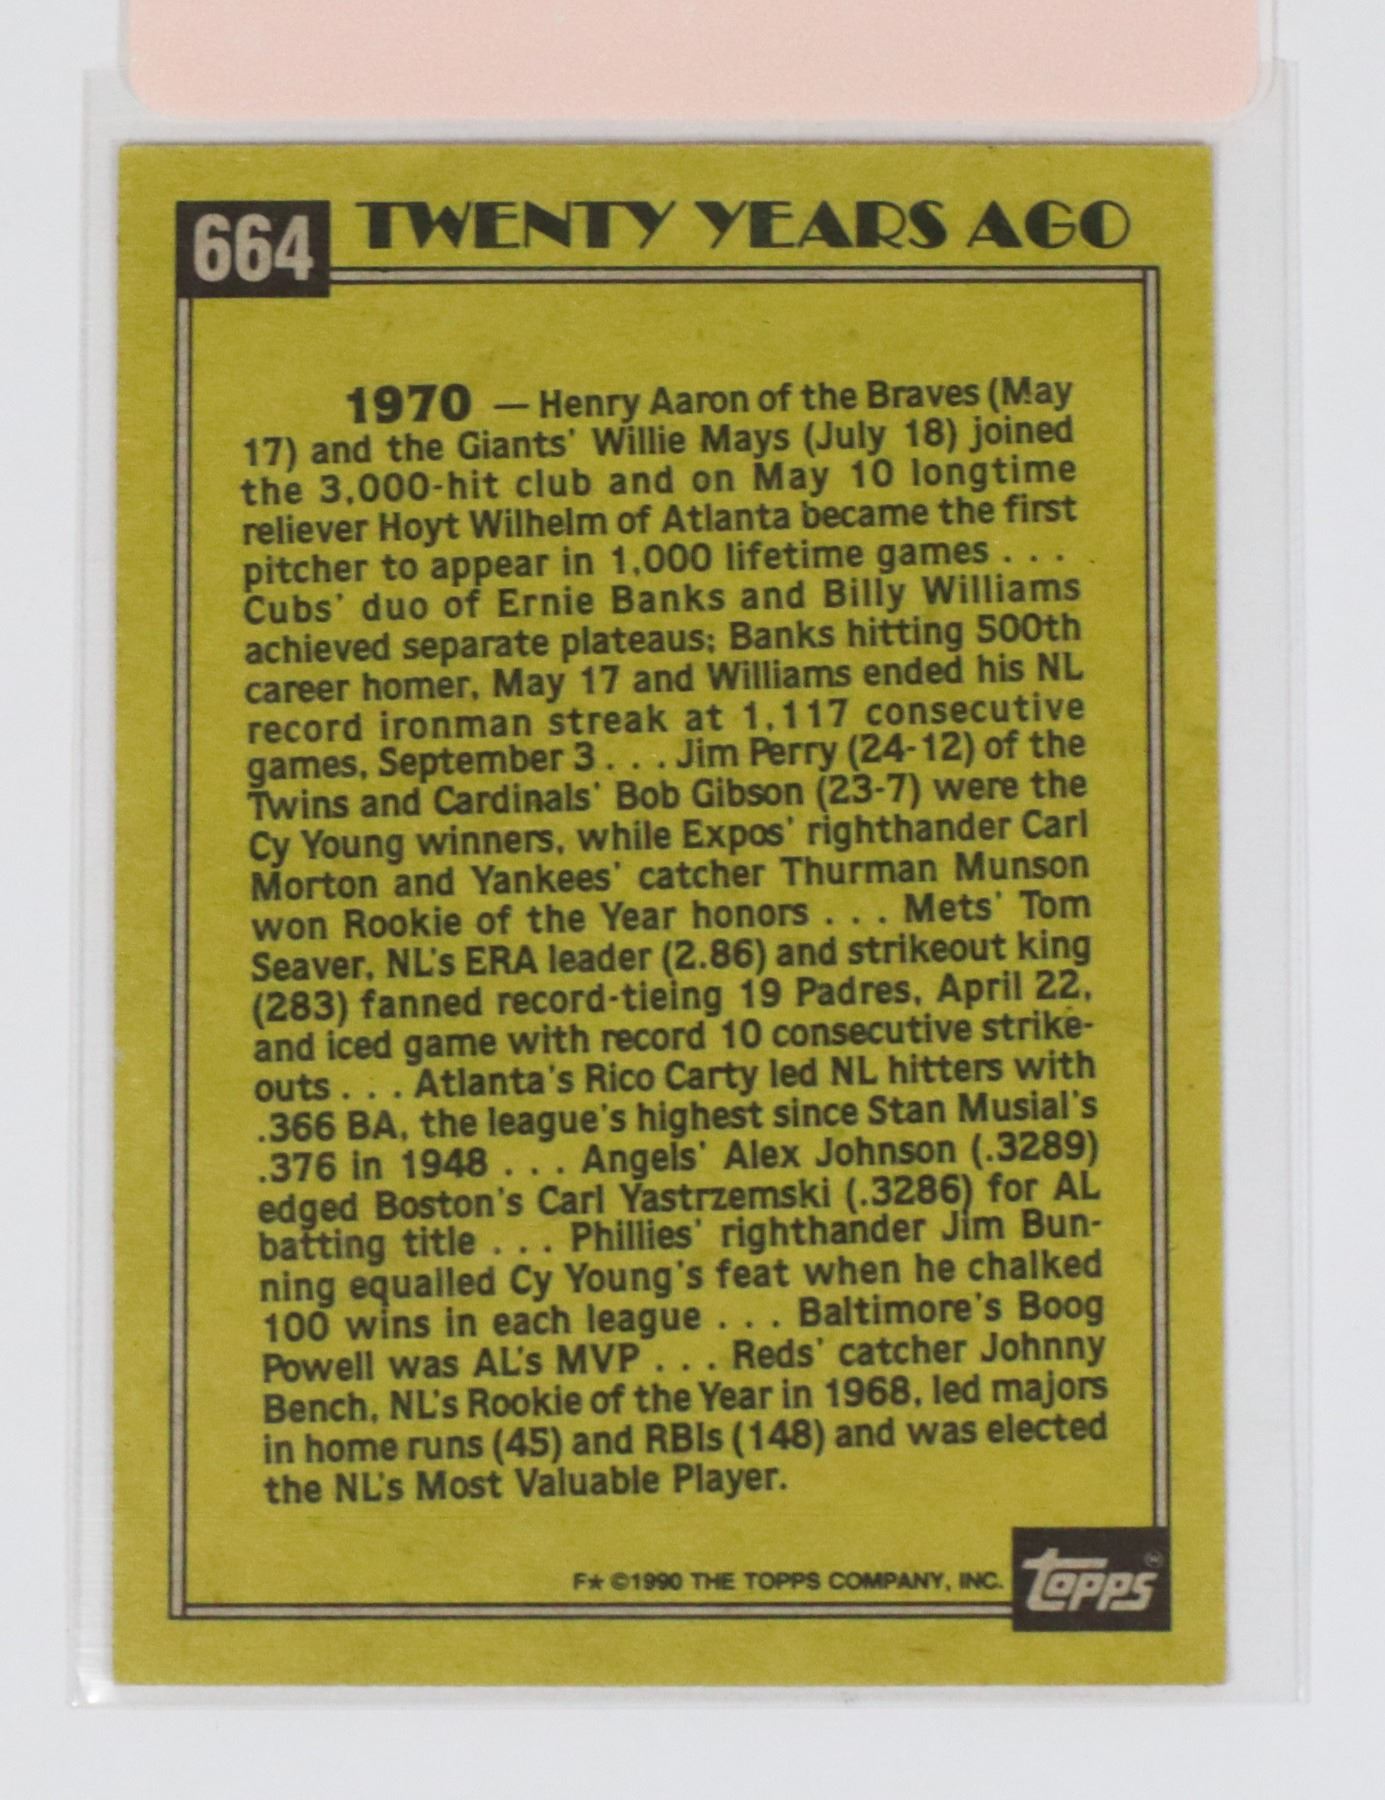 664 TWENTY YEARS AGO
1970 — Henry Aaron of the Braves (May
17) and the Giants' Willie Mays (July 18) joined
the 3,000-hit club and on May 10 longtime
reliever Hoyt Wilhelm of Atlanta became the first
pitcher to appear in 1,000 lifetime games . . .
Cubs' duo of Ernie Banks and Billy Williams
achieved separate plateaus; Banks hitting 500th
career homer, May 17 and Williams ended his NL
record ironman streak at 1,117 consecutive
games, September 3 . . . Jim Perry (24-12) of the
Twins and Cardinals' Bob Gibson (23-7) were the
Cy Young winners, while Expos' righthander Carl
Morton and Yankees' catcher Thurman Munson
won Rookie of the Year honors . . . Mets' Tom
Seaver, NL's ERA leader (2.86) and strikeout king
(283) fanned record-tieing 19 Padres, April 22,
and iced game with record 10 consecutive strike-
outs . . . Atlanta's Rico Carty led NL hitters with
.366 BA, the league's highest since Stan Musial's
.376 in 1948 . . . Angels' Alex Johnson (.3289)
edged Boston's Carl Yastrzemski (.3286) for AL
batting title . . . Phillies' righthander Jim Bun-
ning equalled Cy Young's feat when he chalked
100 wins in each league . . . Baltimore's Boog
Powell was AL's MVP . . . Reds' catcher Johnny
Bench, NL's Rookie of the Year in 1968, led majors
in home runs (45) and RBIs (148) and was elected
the NL's Most Valuable Player.
F★ ©1990 THE TOPPS COMPANY, INC.
topps®